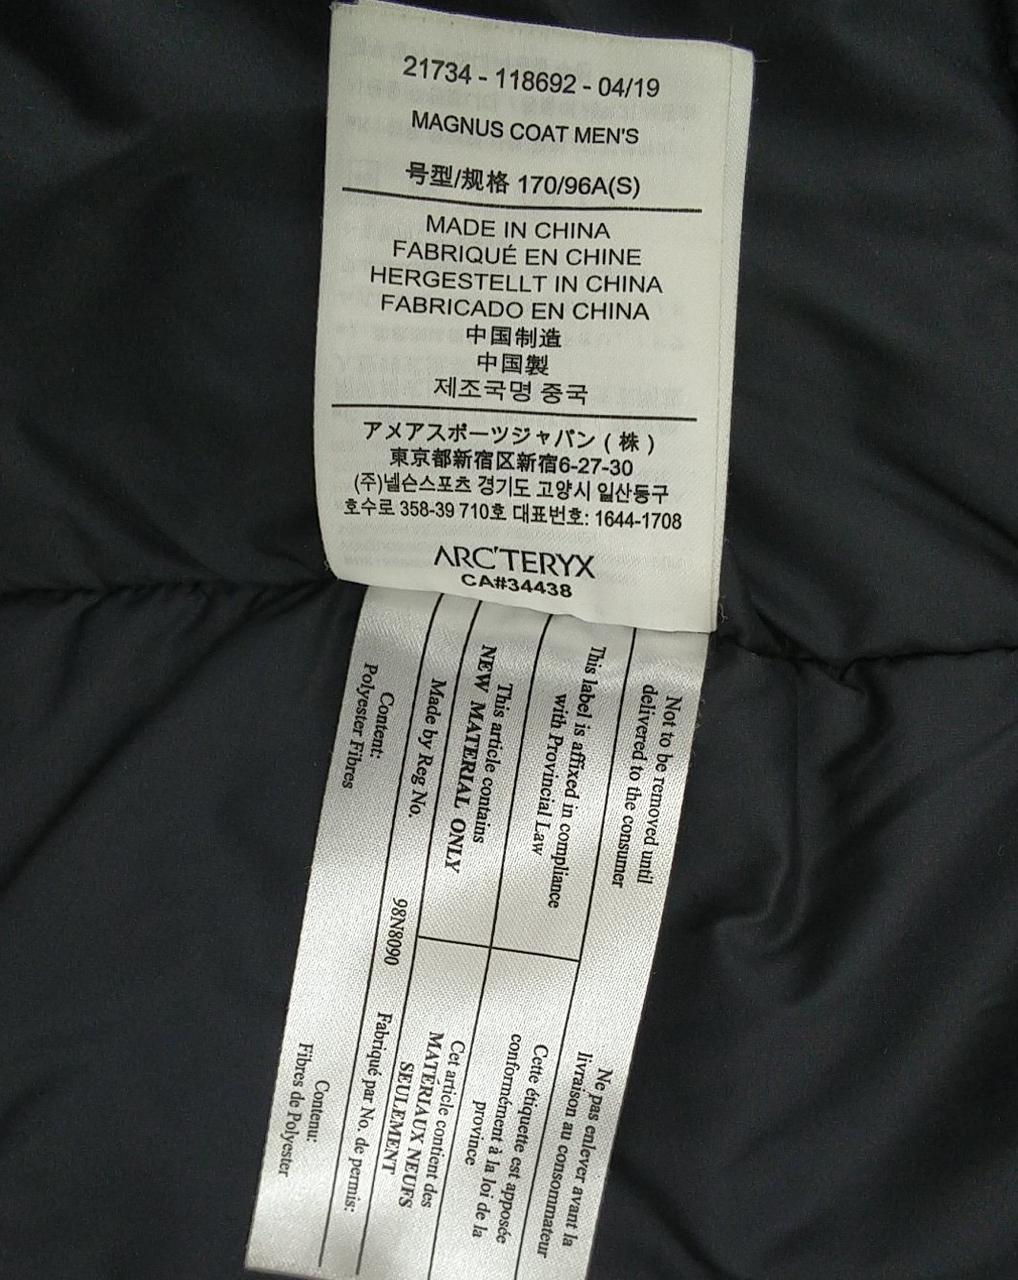 21734 - 118692 - 04/19
MAGNUS COAT MEN'S
号型/规格 170/96A(S)
MADE IN CHINA
FABRIQUÉ EN CHINE
HERGESTELLT IN CHINA
FABRICADO EN CHINA
中国制造
中国製
제조국명 중국
アメアスポーツジャパン ( 株 )
東京都新宿区新宿6-27-30
(주)넬슨스포츠 경기도 고양시 일산동구
호수로 358-39 710호 대표번호: 1644-1708
ARC'TERYX
CA#34438
Not to be removed until
delivered to the consumer
Ne pas enlever avant la
livraison au consommateur
This label is affixed in compliance
with Provincial Law
Cette étiquette est apposée
conformément à la loi de la
province
This article contains
NEW MATERIAL ONLY
Cet article contient des
MATÉRIAUX NEUFS
SEULEMENT
Made by Reg No.
98N8090
Fabriqué par No. de permis:
Content:
Polyester Fibres
Contenu:
Fibres de Polyester